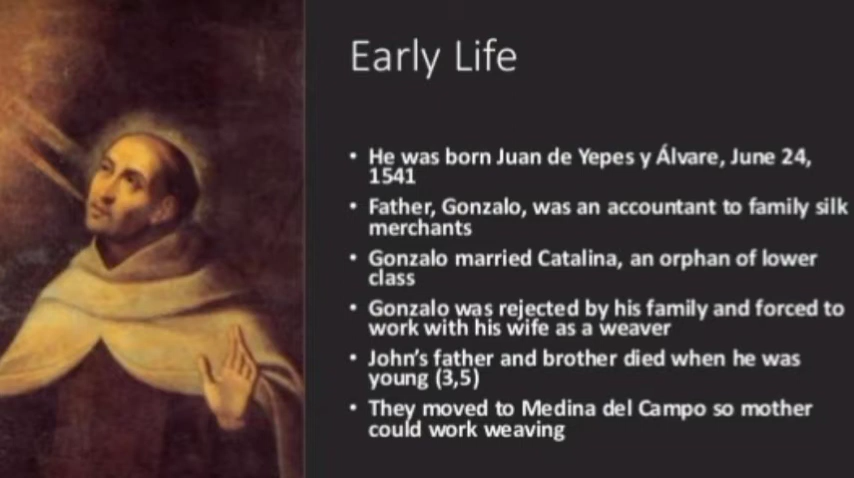 Early Life
• He was born Juan de Yepes y Álvare, June 24,
1541
• Father, Gonzalo, was an accountant to family silk
merchants
• Gonzalo married Catalina, an orphan of lower
class
• Gonzalo was rejected by his family and forced to
work with his wife as a weaver
• John's father and brother died when he was
young (3,5)
• They moved to Medina del Campo so mother
could work weaving